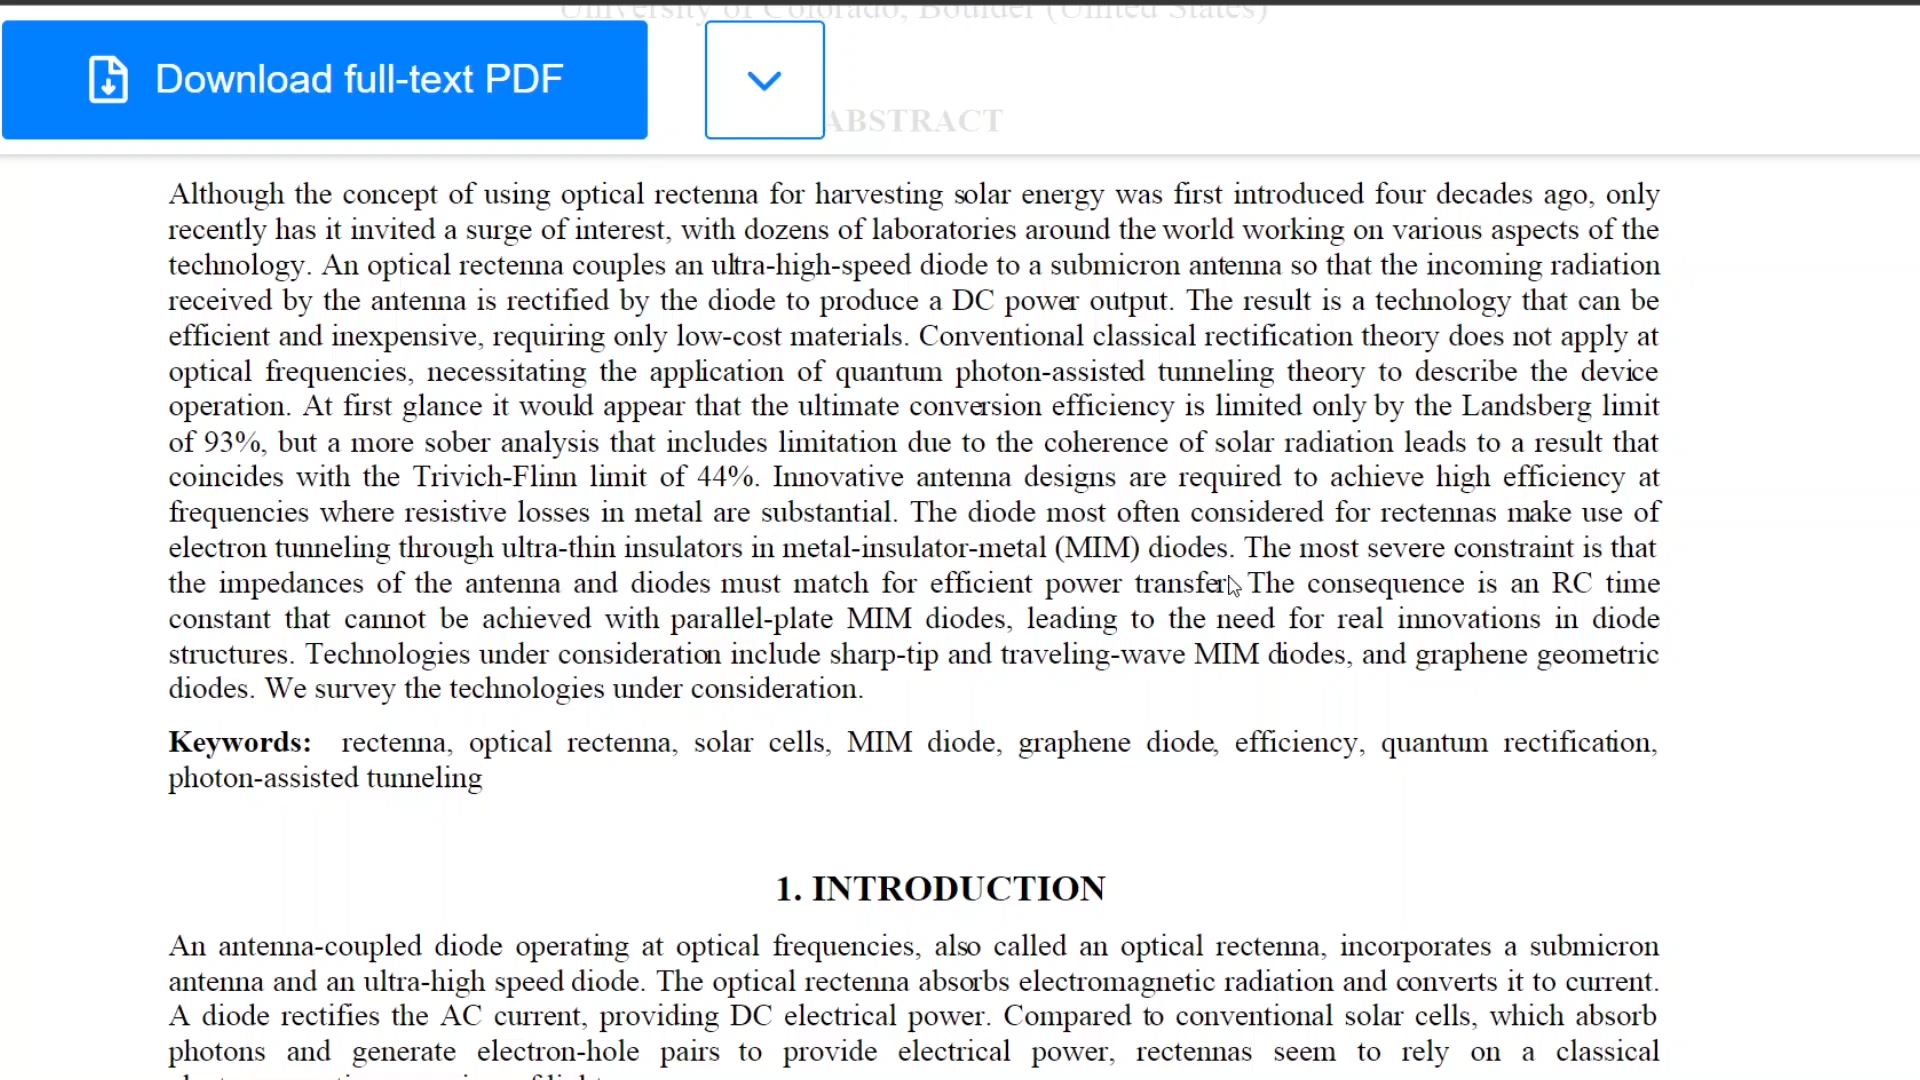 University of Colorado, Boulder (United States)
Download full-text PDF
ABSTRACT
Although the concept of using optical rectenna for harvesting solar energy was first introduced four decades ago, only
recently has it invited a surge of interest, with dozens of laboratories around the world working on various aspects of the
technology. An optical rectenna couples an ultra-high-speed diode to a submicron antenna so that the incoming radiation
received by the antenna is rectified by the diode to produce a DC power output. The result is a technology that can be
efficient and inexpensive, requiring only low-cost materials. Conventional classical rectification theory does not apply at
optical frequencies, necessitating the application of quantum photon-assisted tunneling theory to describe the device
operation. At first glance it would appear that the ultimate conversion efficiency is limited only by the Landsberg limit
of 93%, but a more sober analysis that includes limitation due to the coherence of solar radiation leads to a result that
coincides with the Trivich-Flinn limit of 44%. Innovative antenna designs are required to achieve high efficiency at
frequencies where resistive losses in metal are substantial. The diode most often considered for rectennas make use of
electron tunneling through ultra-thin insulators in metal-insulator-metal (MIM) diodes. The most severe constraint is that
the impedances of the antenna and diodes must match for efficient power transfer. The consequence is an RC time
constant that cannot be achieved with parallel-plate MIM diodes, leading to the need for real innovations in diode
structures. Technologies under consideration include sharp-tip and traveling-wave MIM diodes, and graphene geometric
diodes. We survey the technologies under consideration.
Keywords: rectenna, optical rectenna, solar cells, MIM diode, graphene diode, efficiency, quantum rectification,
photon-assisted tunneling
1. INTRODUCTION
An antenna-coupled diode operating at optical frequencies, also called an optical rectenna, incorporates a submicron
antenna and an ultra-high speed diode. The optical rectenna absorbs electromagnetic radiation and converts it to current.
A diode rectifies the AC current, providing DC electrical power. Compared to conventional solar cells, which absorb
photons and generate electron-hole pairs to provide electrical power, rectennas seem to rely on a classical